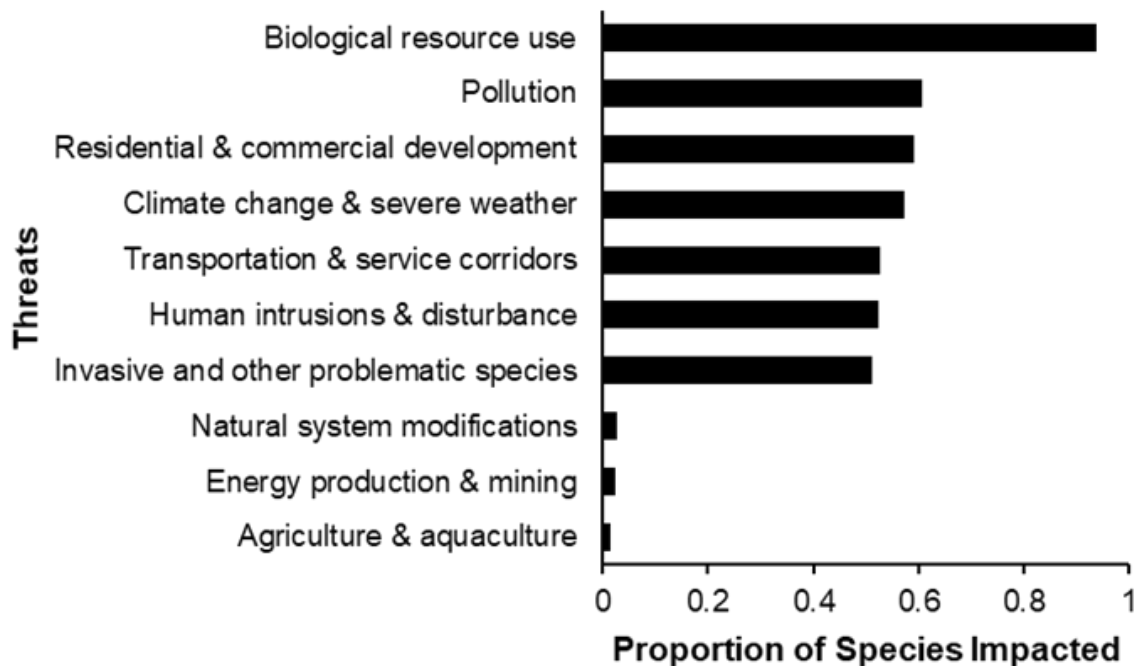 Threats
Biological resource use
Pollution
Residential & commercial development
Climate change & severe weather
Transportation & service corridors
Human intrusions & disturbance
Invasive and other problematic species
Natural system modifications
Energy production & mining
Agriculture & aquaculture
0 0.2 0.4 0.6 0.8 1
Proportion of Species Impacted